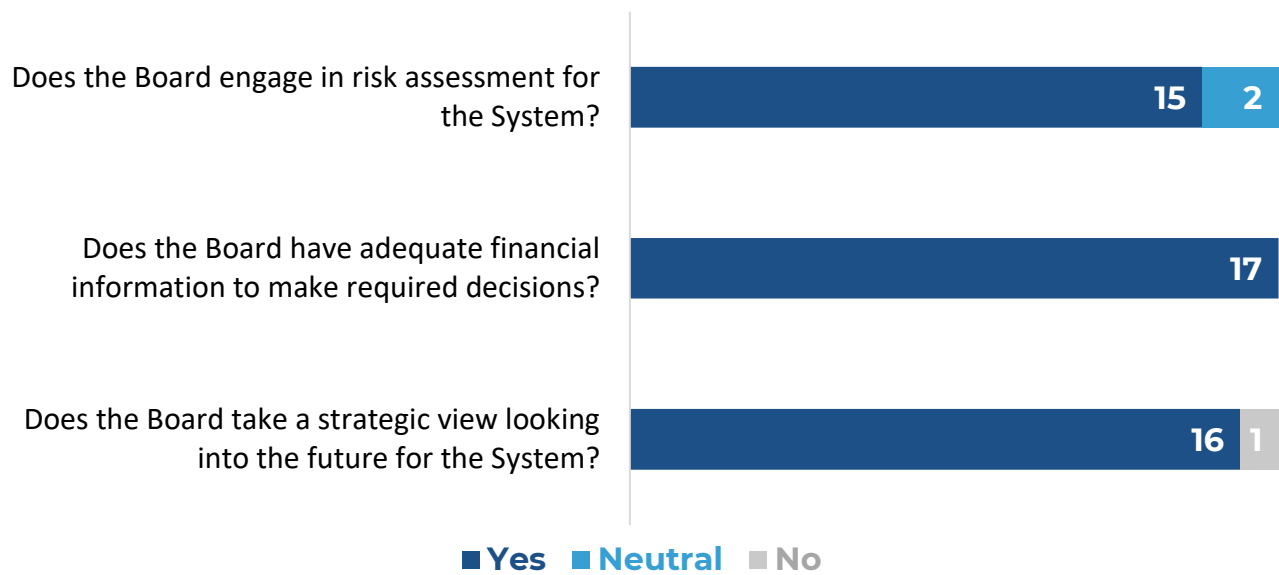 Does the Board engage in risk assessment for
the System?
15 2
Does the Board have adequate financial
information to make required decisions?
17
Does the Board take a strategic view looking
into the future for the System?
16 1
Yes Neutral No